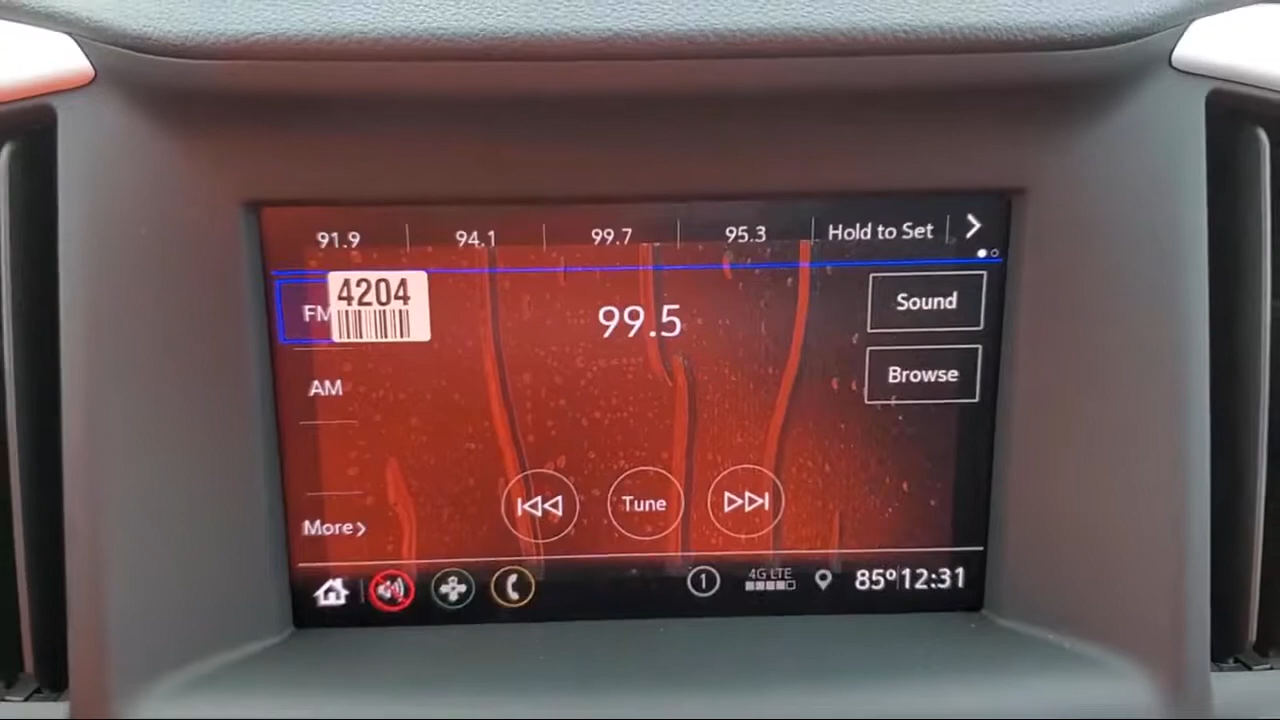 91.9 94.1 99.7 95.3 Hold to Set
FM 4204 99.5 Sound
AM Browse
Tune
More
1 4G LTE 85° 12:31